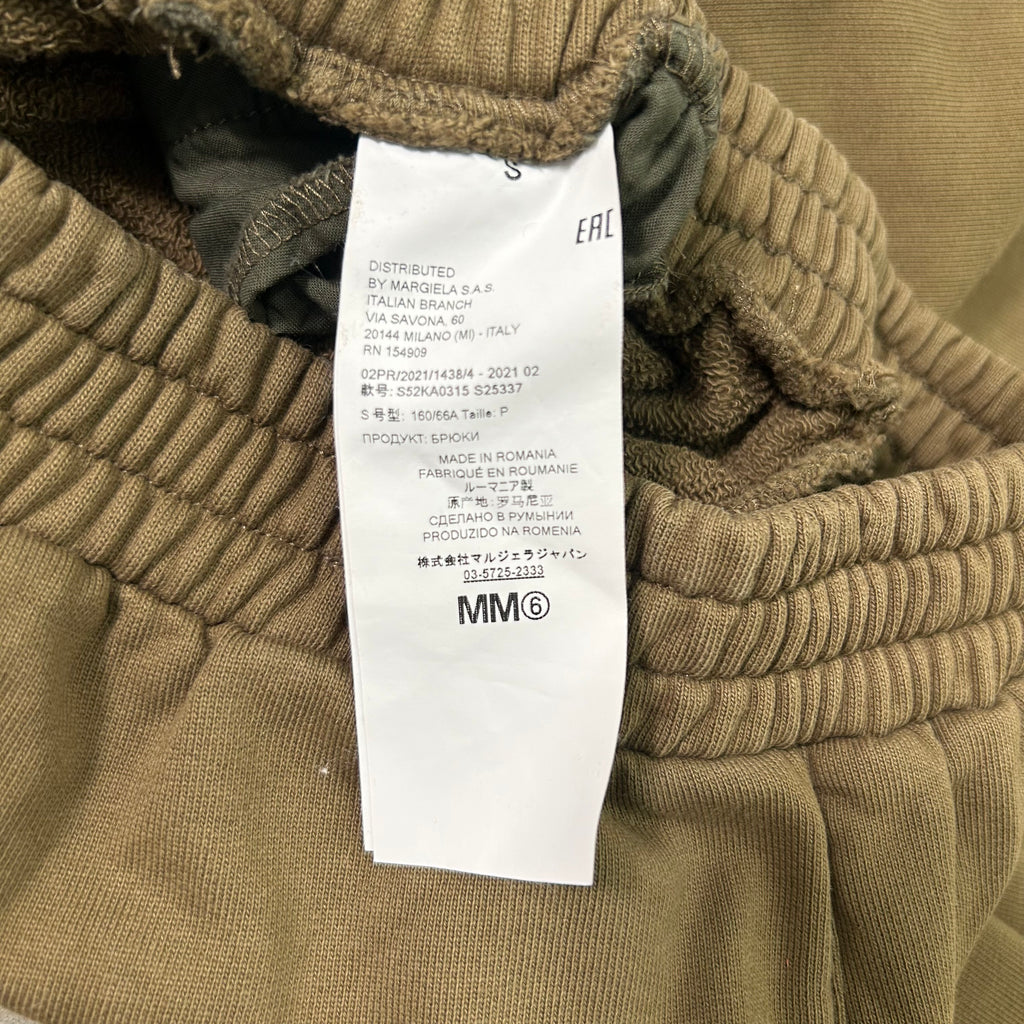 S
EAC
DISTRIBUTED
BY MARGIELA S.A.S.
ITALIAN BRANCH
VIA SAVONA, 60
20144 MILANO (MI) - ITALY
RN 154909
02PR/2021/1438/4 - 2021 02
款号: S52KA0315 S25337
S 号型: 160/66A Taille: P
ПРОДУКТ: БРЮКИ
MADE IN ROMANIA
FABRIQUÉ EN ROUMANIE
ルーマニア製
原产地: 罗马尼亚
СДЕЛАНО В РУМЫНИИ
PRODUZIDO NA ROMENIA
株式会社マルジェラジャパン
03-5725-2333
MM⑥